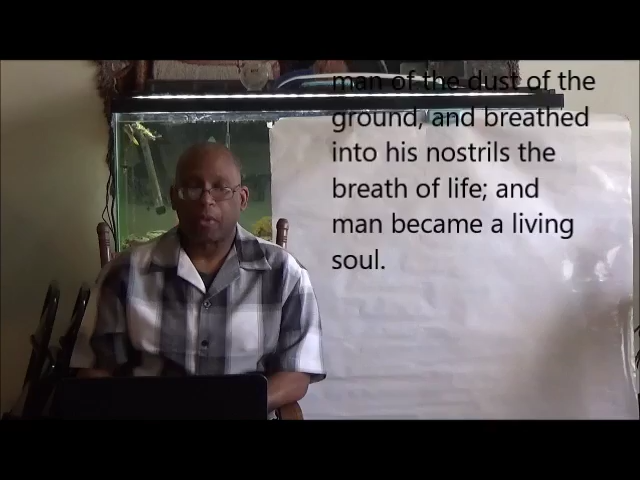 man of the dust of the
ground, and breathed
into his nostrils the
breath of life; and
man became a living
soul.